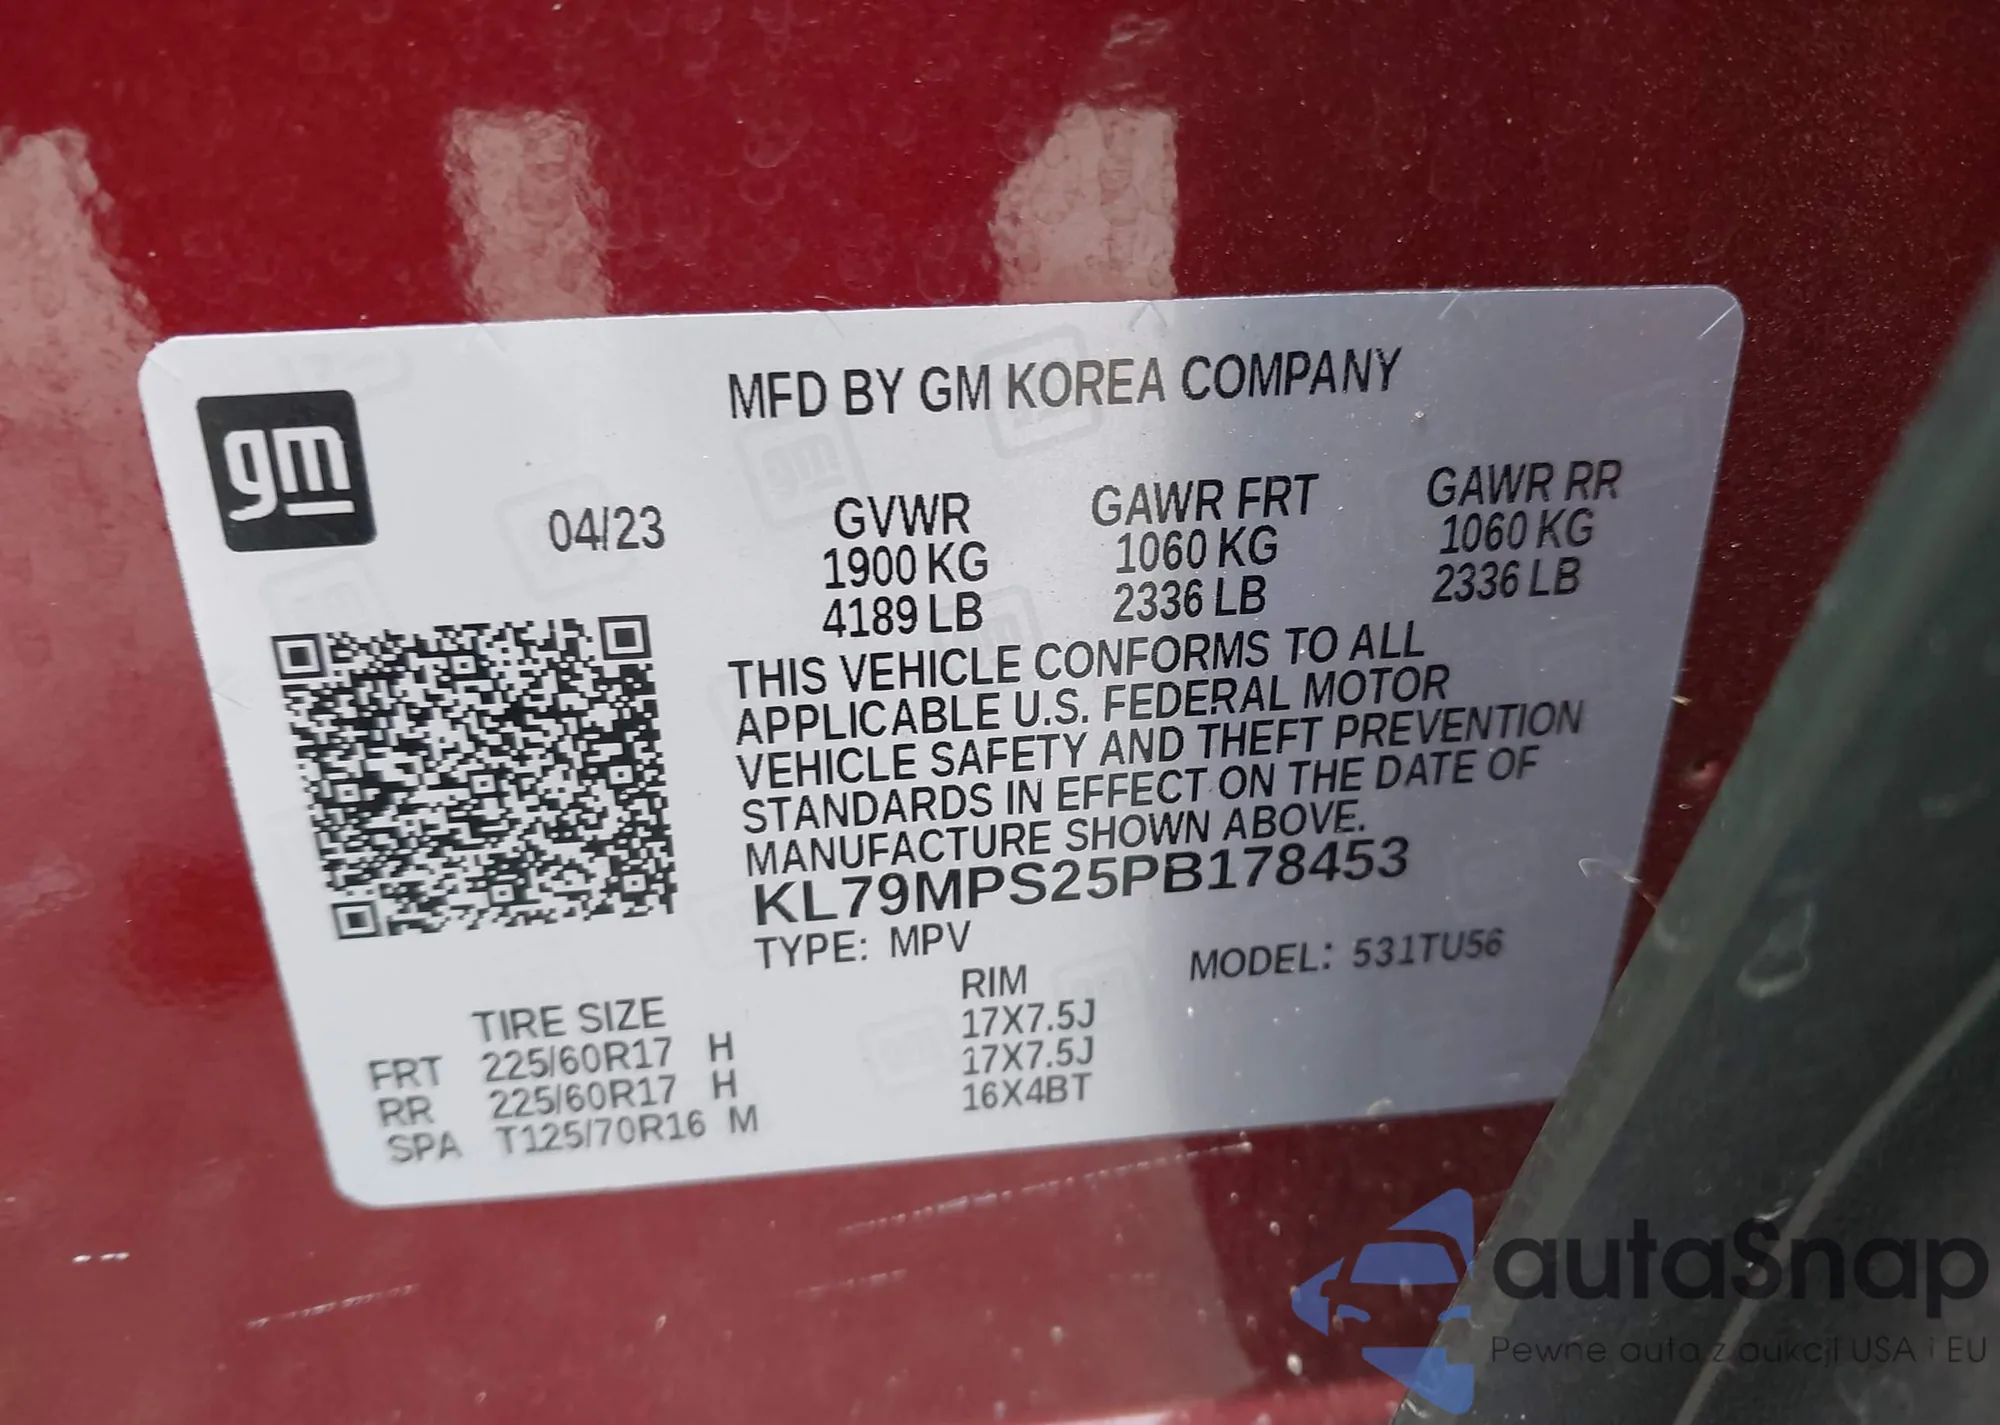 gm
MFD BY GM KOREA COMPANY
04/23
GVWR GAWR FRT GAWR RR
1900 KG 1060 KG 1060 KG
4189 LB 2336 LB 2336 LB
THIS VEHICLE CONFORMS TO ALL
APPLICABLE U.S. FEDERAL MOTOR
VEHICLE SAFETY AND THEFT PREVENTION
STANDARDS IN EFFECT ON THE DATE OF
MANUFACTURE SHOWN ABOVE.
KL79MPS25PB178453
TYPE: MPV MODEL: 531TU56
TIRE SIZE RIM
FRT 225/60R17 H 17X7.5J
RR 225/60R17 H 17X7.5J
SPA T125/70R16 M 16X4BT
autaSnap
Pewne auta z aukcji USA i EU